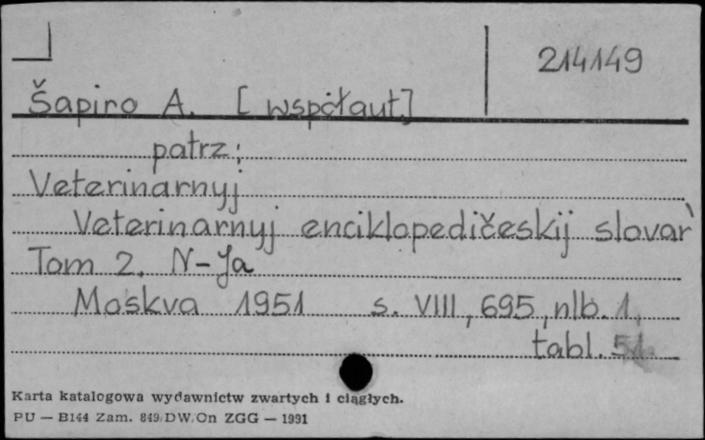 214149
Šapiro A. [współaut.]
patrz:
Veterinarnyj
Veterinarnyj enciklopedičeskij slovar'
Tom 2. N-Ja
Moskva 1951 s. VIII, 695, nlb. 1,
tabl. 51.
Karta katalogowa wydawnictw zwartych i ciągłych.
PU — B144 Zam. 849/DW/On ZGG — 1991